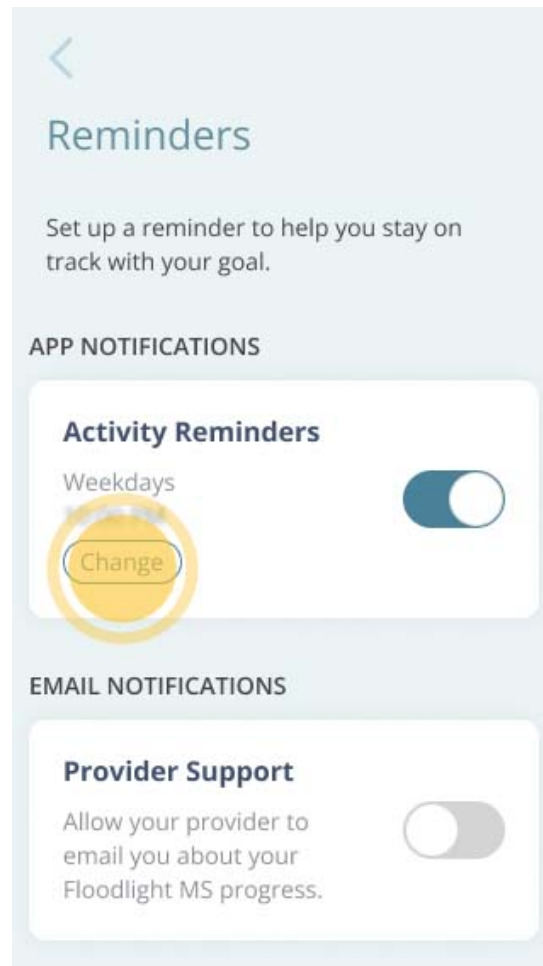 Reminders
Set up a reminder to help you stay on
track with your goal.
APP NOTIFICATIONS
Activity Reminders
Weekdays
Change
EMAIL NOTIFICATIONS
Provider Support
Allow your provider to
email you about your
Floodlight MS progress.